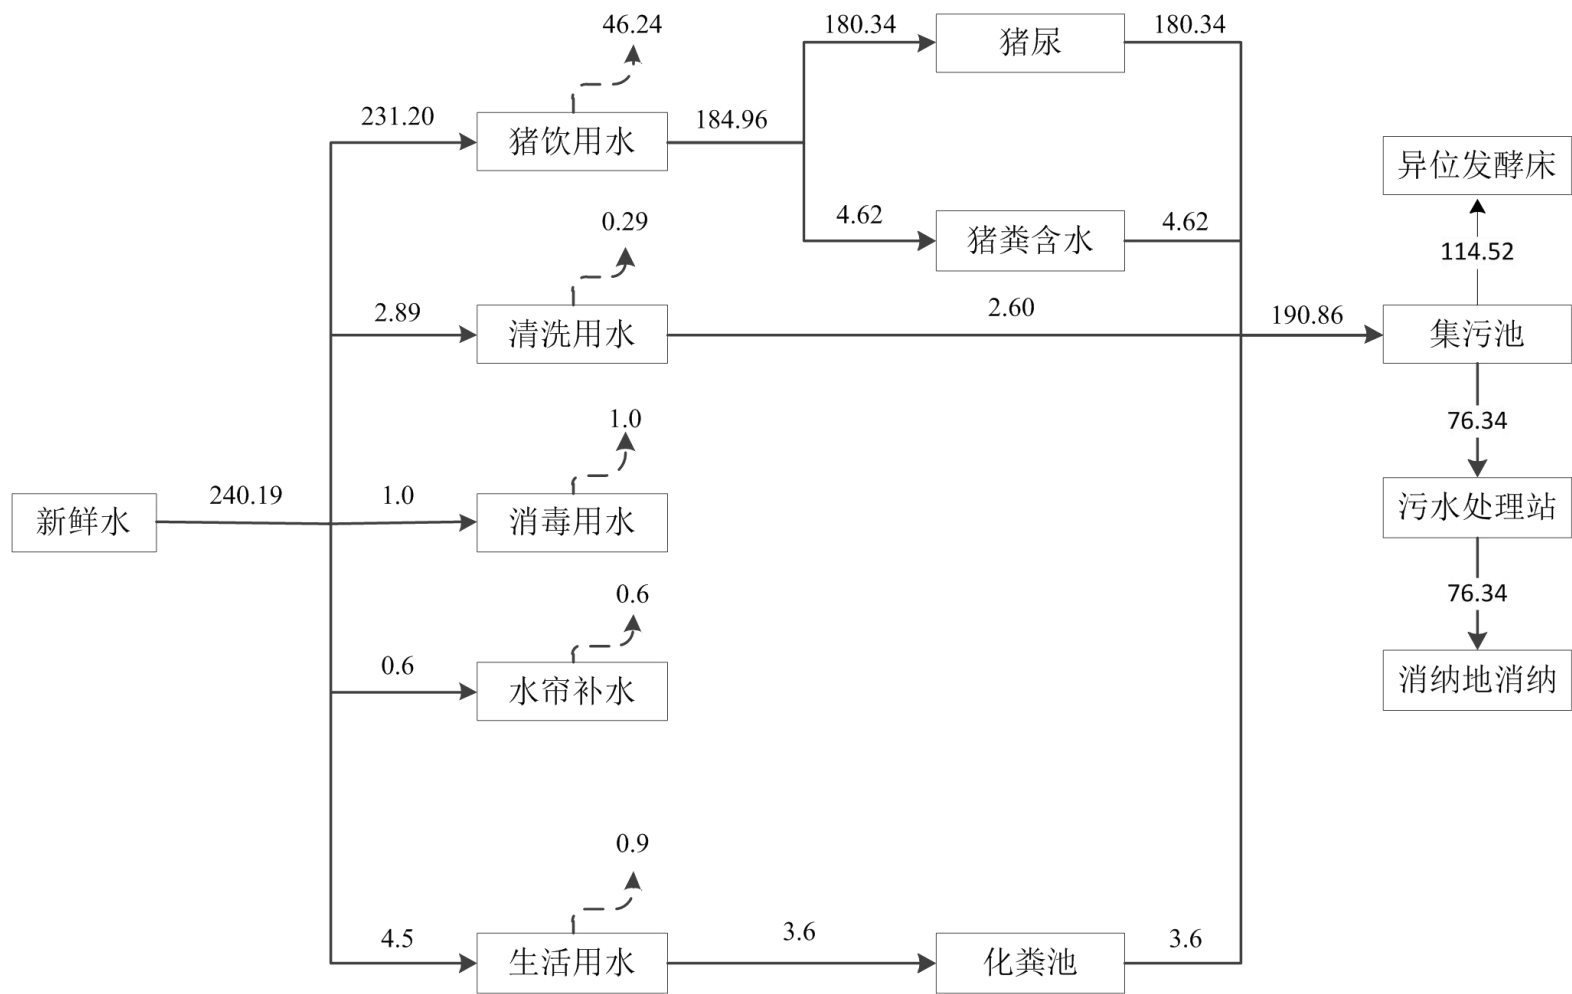 46.24
180.34
猪尿
180.34
231.20
猪饮用水
184.96
异位发酵床
0.29
4.62
猪粪含水
4.62
114.52
2.89
清洗用水
2.60
190.86
集污池
1.0
76.34
新鲜水
240.19
1.0
消毒用水
污水处理站
0.6
76.34
0.6
水帘补水
消纳地消纳
0.9
4.5
生活用水
3.6
化粪池
3.6